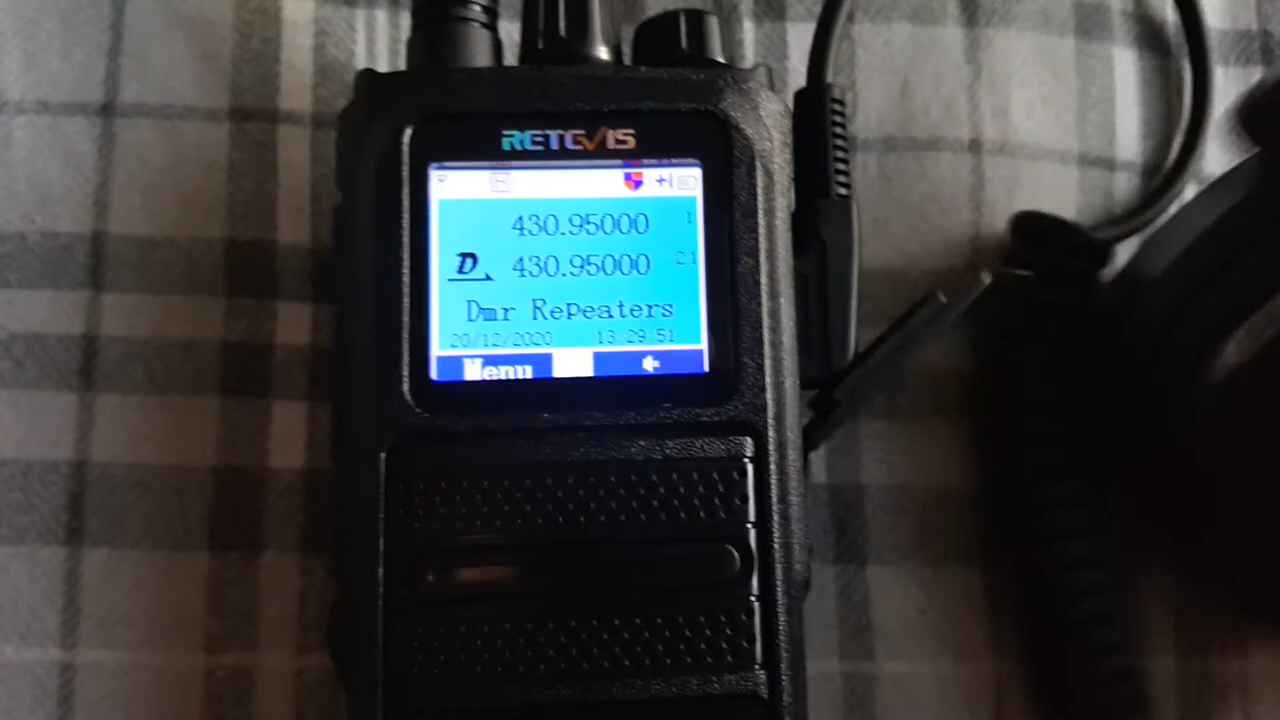 RETEVIS
H
430.95000 1
D 430.95000 21
Dmr Repeaters
20/12/2020 13:29:51
Menu